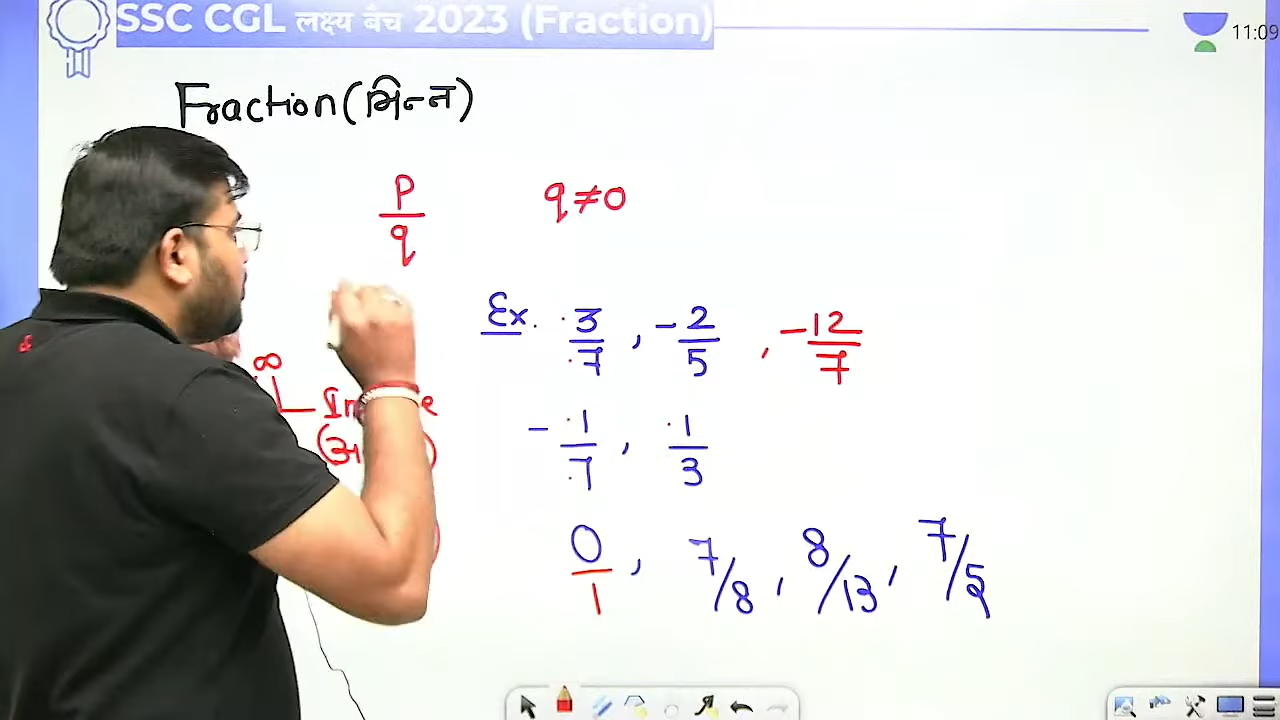 SSC CGL लक्ष्य बैच 2023 (Fraction)
11:09
Fraction (भिन्न)
p/q q≠0
Ex. 3/7, -2/5, -12/7
∞
-1/7, 1/3
0/1, 7/8, 8/13, 7/5